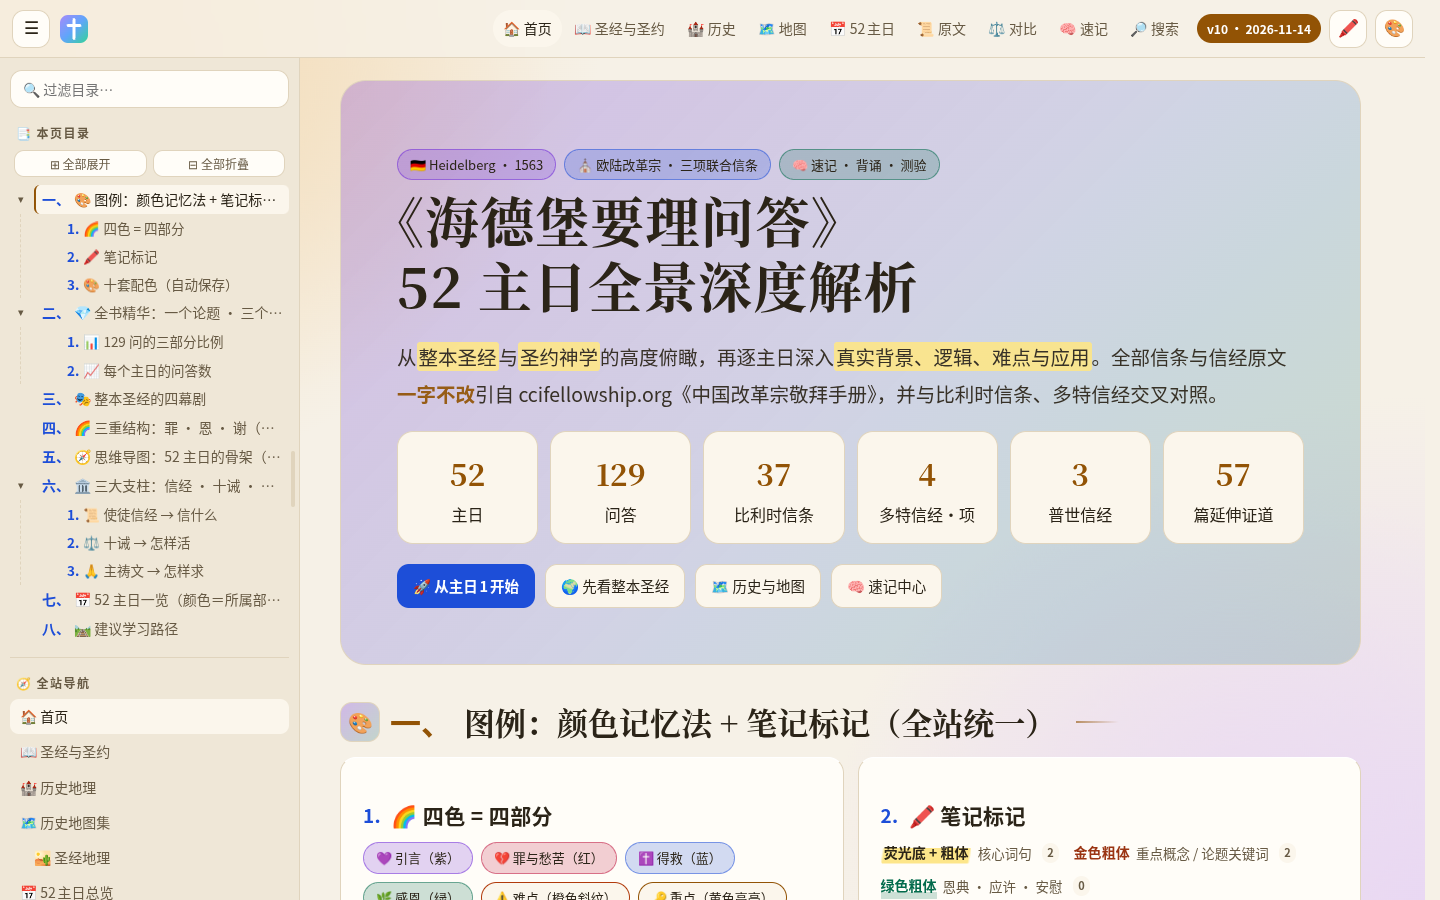 ☰
🏠 首页
📖 圣经与圣约
🏰 历史
🗺️ 地图
📅 52主日
📜 原文
⚖️ 对比
🧠 速记
🔎 搜索
v10 · 2026-11-14
🔍 过滤目录…
📑 本页目录
⊞ 全部展开
⊟ 全部折叠
▾ 一、 🎨 图例：颜色记忆法 + 笔记标…
1. 🌈 四色 = 四部分
2. 🖍️ 笔记标记
3. 🎨 十套配色（自动保存）
▾ 二、 💎 全书精华：一个论题 · 三个…
1. 📊 129 问的三部分比例
2. 📈 每个主日的问答数
三、 🎭 整本圣经的四幕剧
四、 🌈 三重结构：罪 · 恩 · 谢（…
五、 🧭 思维导图：52 主日的骨架（…
▾ 六、 🏛️ 三大支柱：信经 · 十诫 · …
1. 📜 使徒信经 → 信什么
2. ⚖️ 十诫 → 怎样活
3. 🙏 主祷文 → 怎样求
七、 📅 52 主日一览（颜色＝所属部…
八、 🛤️ 建议学习路径
🧭 全站导航
🏠 首页
📖 圣经与圣约
🏰 历史地理
🗺️ 历史地图集
🏜️ 圣经地理
📅 52主日总览
🇩🇪 Heidelberg · 1563
⛪ 欧陆改革宗 · 三项联合信条
🧠 速记 · 背诵 · 测验
《海德堡要理问答》
52 主日全景深度解析
从整本圣经与圣约神学的高度俯瞰，再逐主日深入真实背景、逻辑、难点与应用。全部信条与信经原文
一字不改引自 ccifellowship.org《中国改革宗敬拜手册》，并与比利时信条、多特信经交叉对照。
52
主日
129
问答
37
比利时信条
4
多特信经·项
3
普世信经
57
篇延伸证道
🚀 从主日1开始
🌍 先看整本圣经
🗺️ 历史与地图
🧠 速记中心
🎨 一、 图例：颜色记忆法 + 笔记标记（全站统一）
1. 🌈 四色 = 四部分
💜 引言（紫）
💔 罪与愁苦（红）
✝️ 得救（蓝）
🌿 感恩（绿）
⚠️ 难点（橙色斜纹）
🔑 重点（黄色高亮）
2. 🖍️ 笔记标记
荧光底 + 粗体 核心词句 2
金色粗体 重点概念 / 论题关键词 2
绿色粗体 恩典 · 应许 · 安慰 0